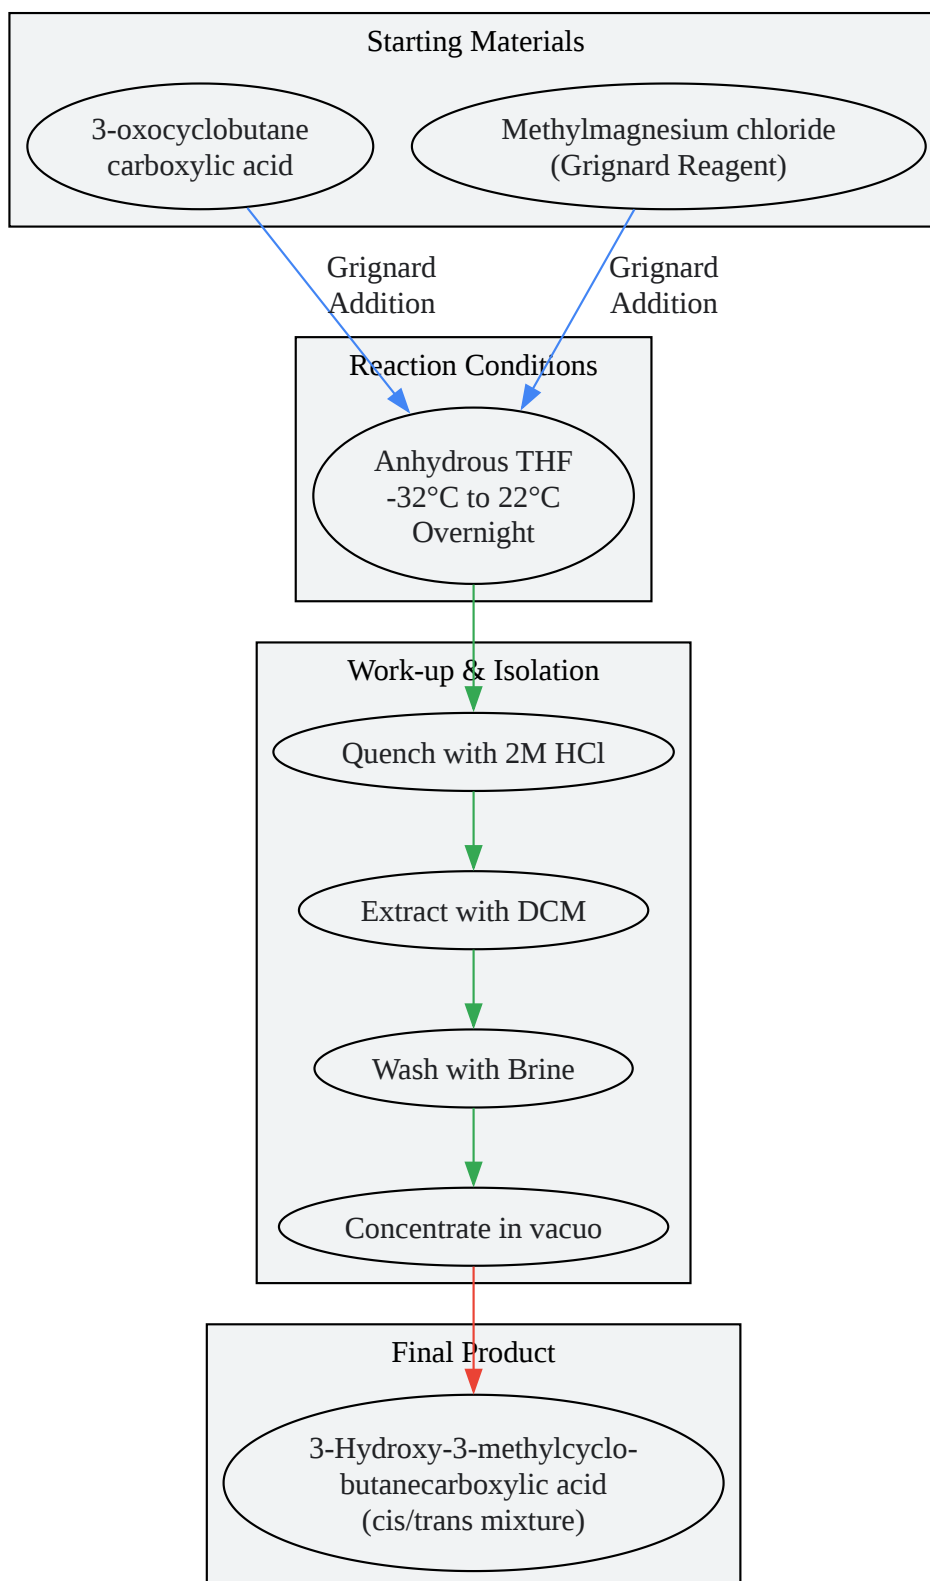 Starting Materials
3-oxocyclobutane
carboxylic acid
Methylmagnesium chloride
(Grignard Reagent)
Grignard
Addition
Grignard
Addition
Reaction Conditions
Anhydrous THF
-32°C to 22°C
Overnight
Work-up & Isolation
Quench with 2M HCl
Extract with DCM
Wash with Brine
Concentrate in vacuo
Final Product
3-Hydroxy-3-methylcyclo-
butanecarboxylic acid
(cis/trans mixture)